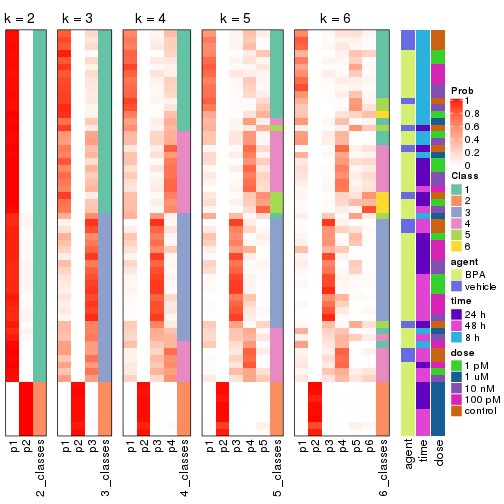 k = 2 k = 3 k = 4 k = 5 k = 6
Prob
1
0.8
0.6
0.4
0.2
0
Class
1
2
3
4
5
6
agent
BPA
vehicle
time
24 h
48 h
8 h
dose
1 pM
1 uM
10 nM
100 pM
control
p1 p2 2_classes p1 p2 p3 3_classes p1 p2 p3 p4 4_classes p1 p2 p3 p4 p5 5_classes p1 p2 p3 p4 p5 p6 6_classes agent time dose